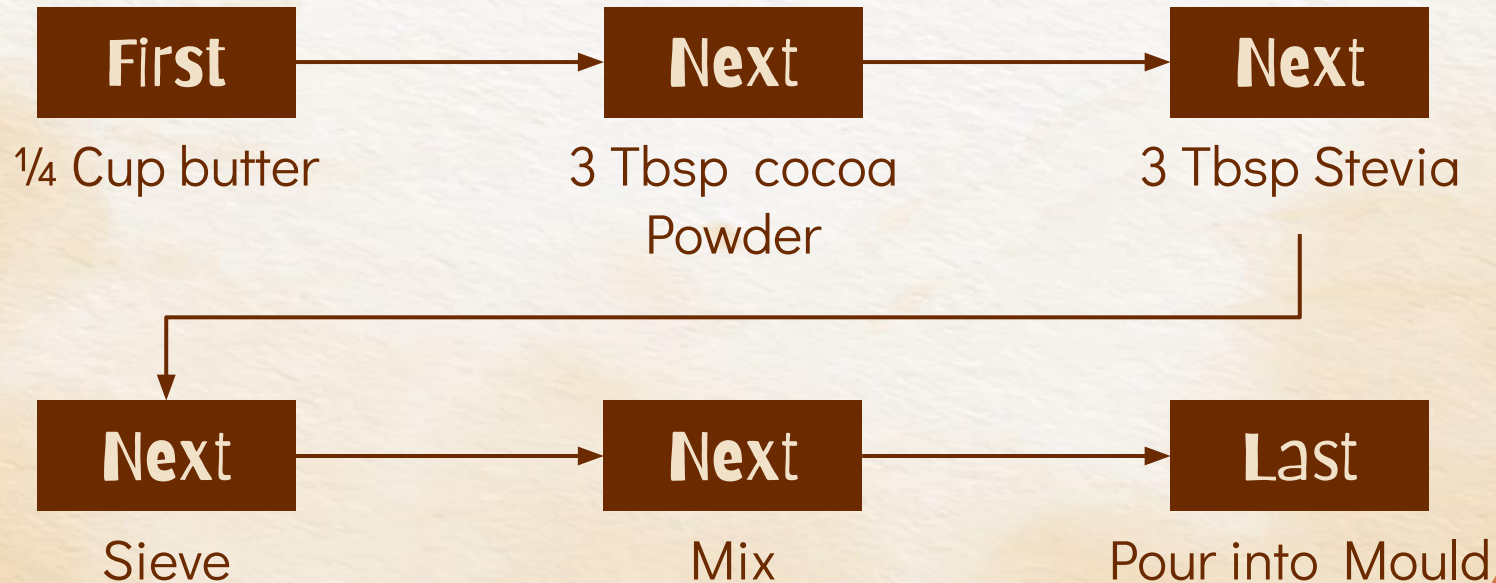 First
Next
Next
¼ Cup butter
3 Tbsp cocoa
Powder
3 Tbsp Stevia
Next
Next
Last
Sieve
Mix
Pour into Mould